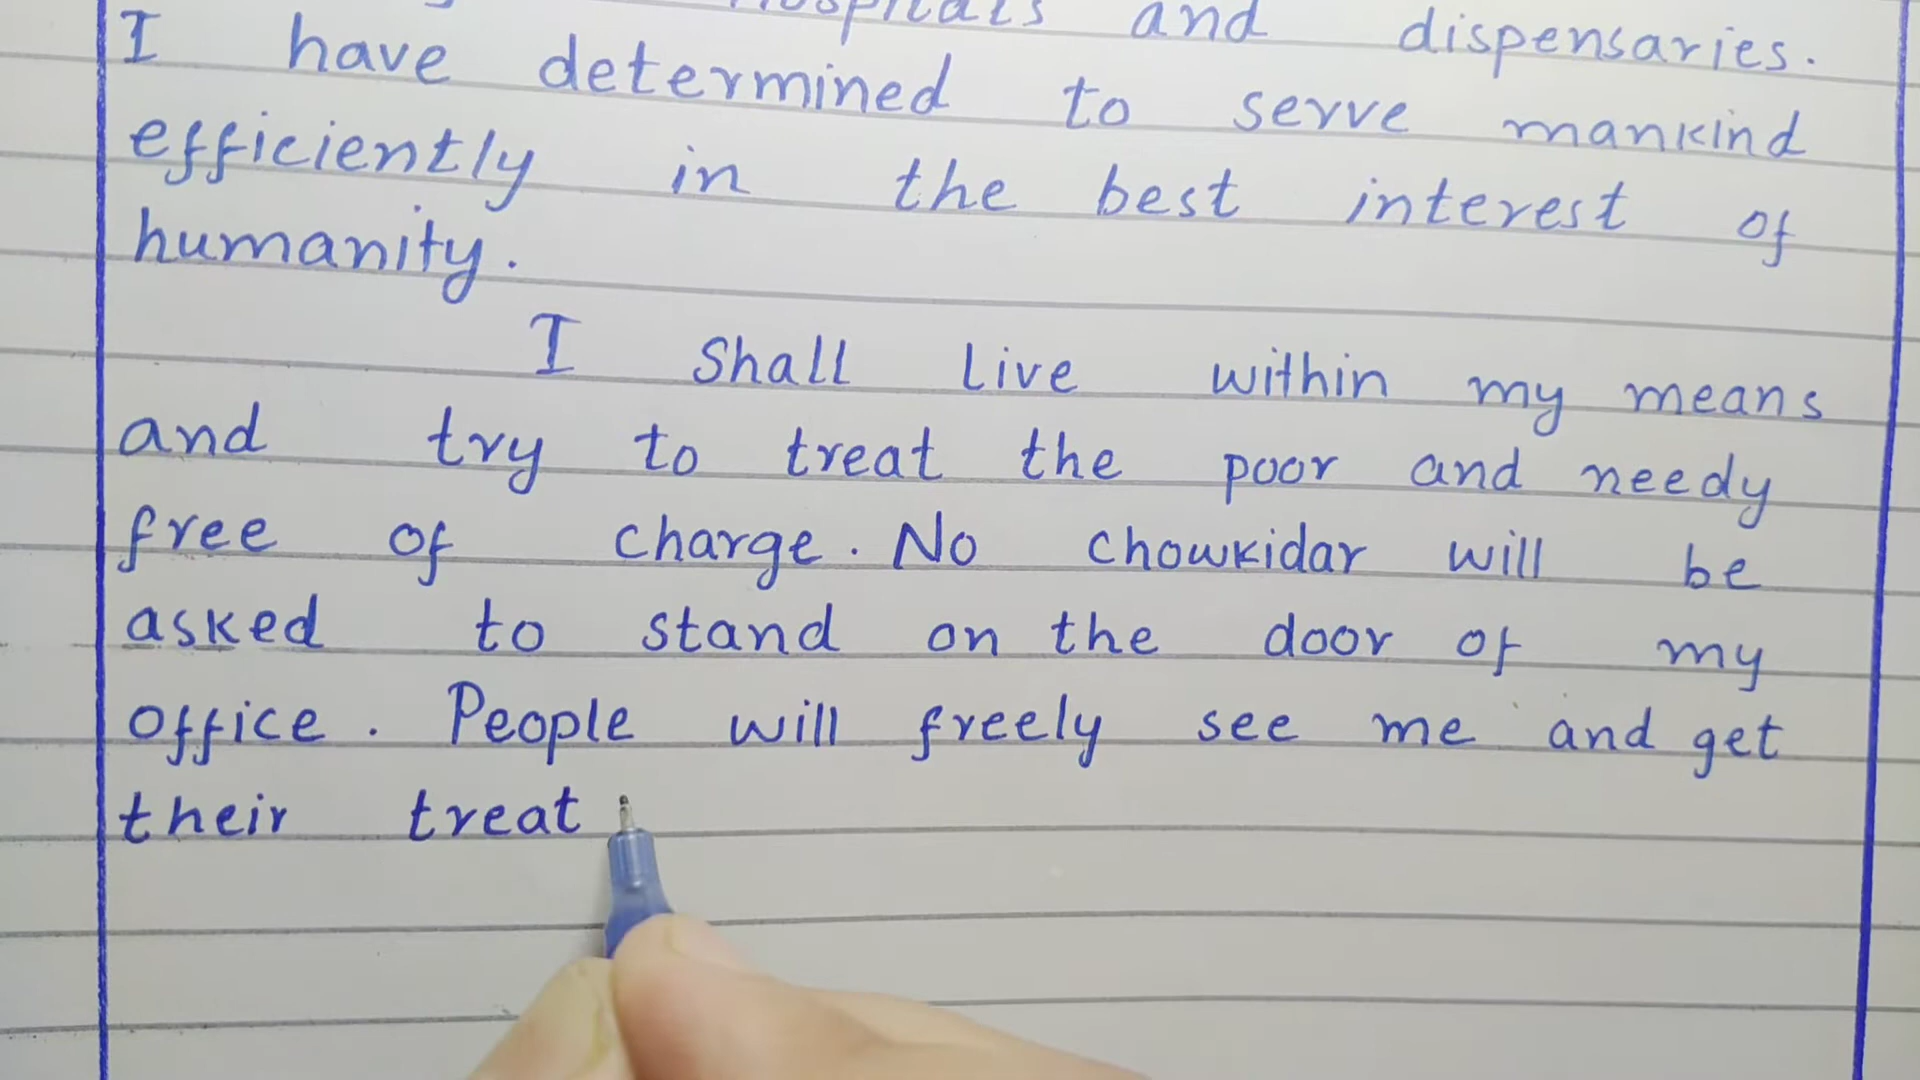 Hospitals and dispensaries.
I have determined to serve mankind
efficiently in the best interest of
humanity.
I Shall Live within my means
and try to treat the poor and needy
free of charge. No chowkidar will be
asked to stand on the door of my
office. People will freely see me and get
their treat